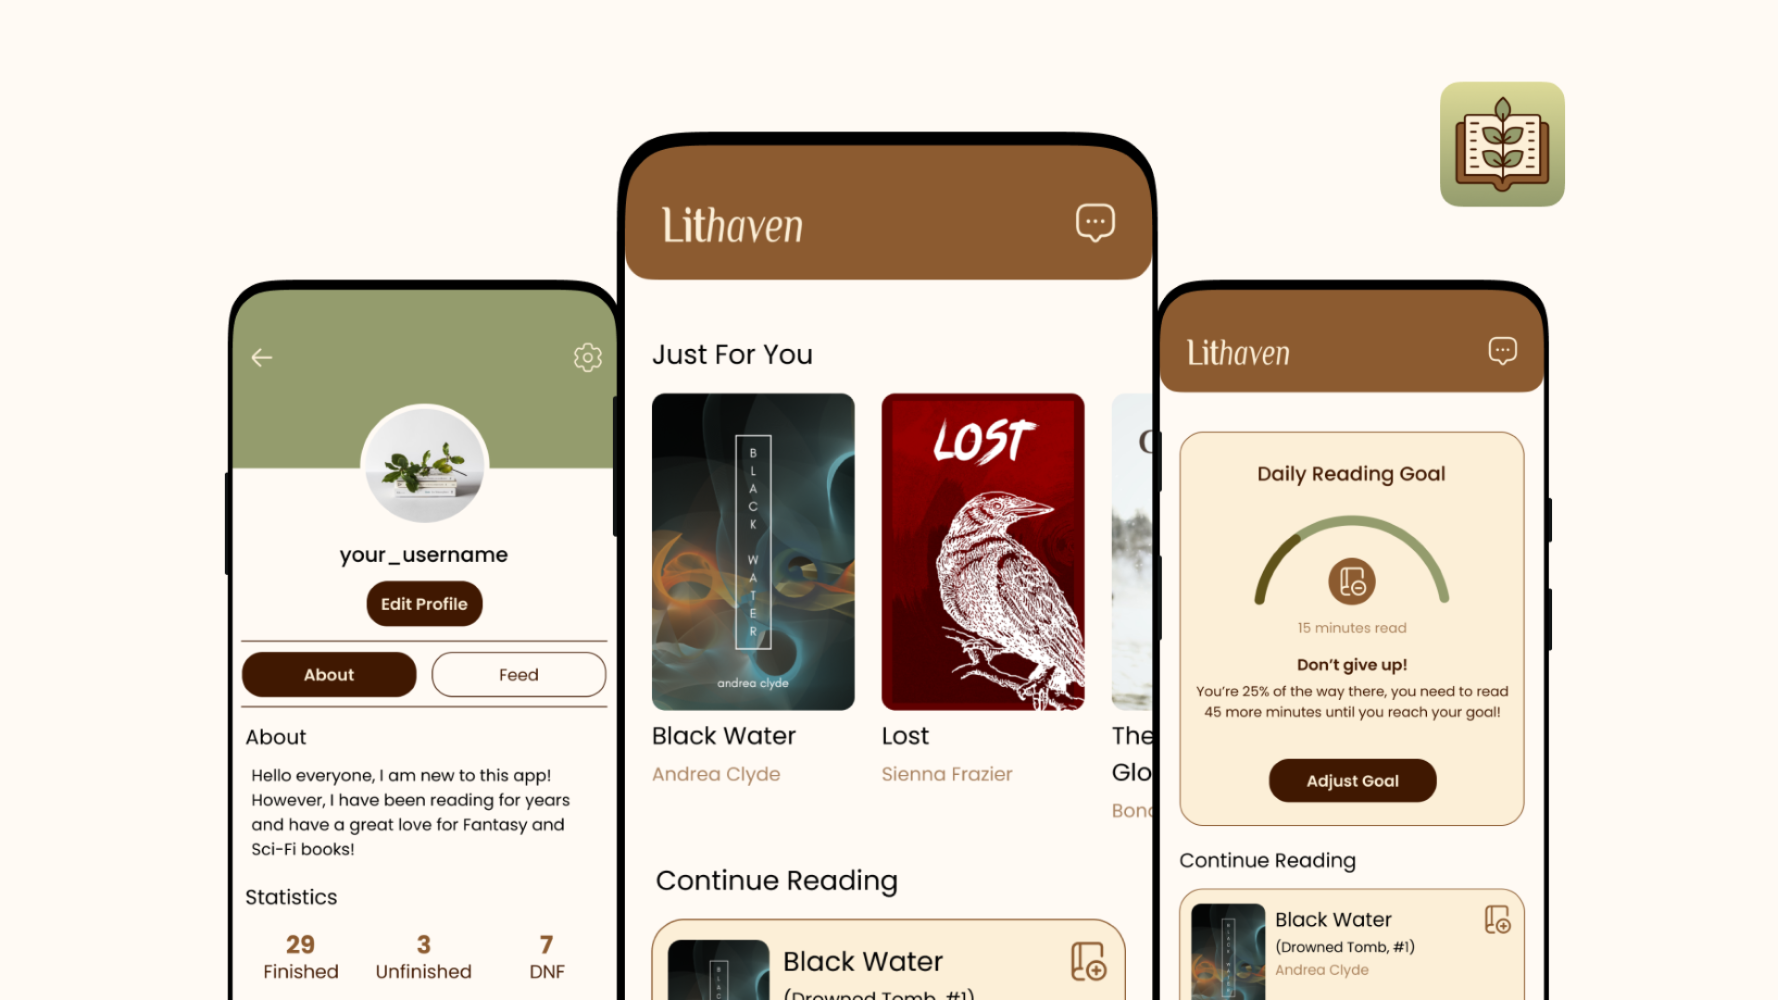 your_username
Edit Profile
About
Feed
About
Hello everyone, I am new to this app!
However, I have been reading for years
and have a great love for Fantasy and
Sci-Fi books!
Statistics
29
Finished
3
Unfinished
7
DNF
Lithaven
Just For You
BLACK WATER
andrea clyde
LOST
Black Water
Andrea Clyde
Lost
Sienna Frazier
The
Continue Reading
Black Water
(Drowned Tomb, #1)
Lithaven
Daily Reading Goal
15 minutes read
Don't give up!
You're 25% of the way there, you need to read
45 more minutes until you reach your goal!
Adjust Goal
Continue Reading
Black Water
(Drowned Tomb, #1)
Andrea Clyde